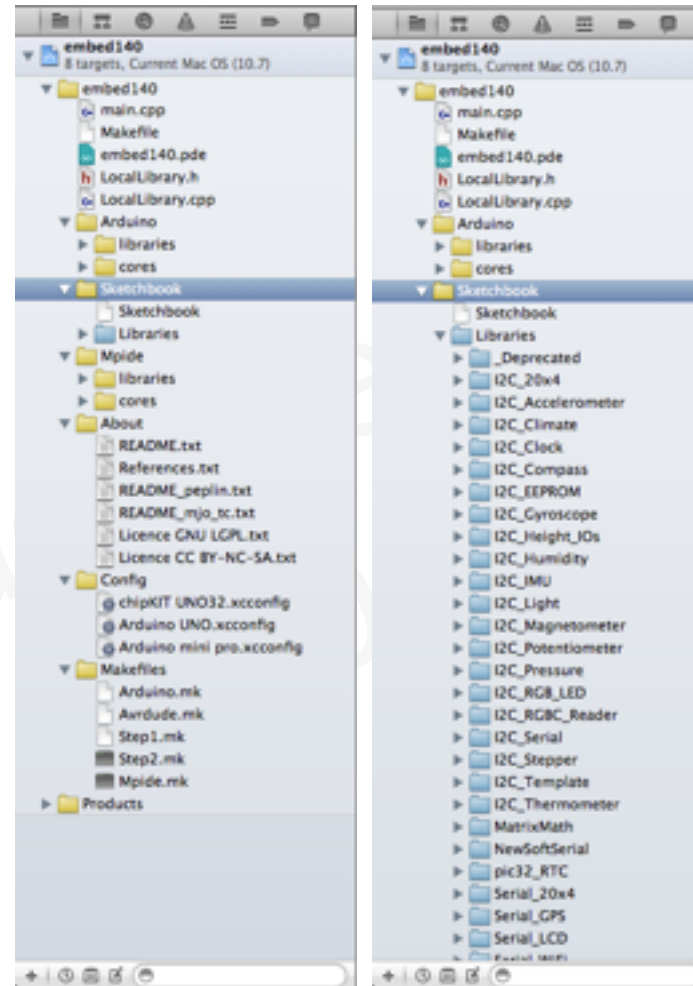 embed140
8 targets, Current Mac OS (10.7)
embed140
main.cpp
Makefile
embed140.pde
LocalLibrary.h
LocalLibrary.cpp
Arduino
libraries
cores
Sketchbook
Sketchbook
Libraries
Mpide
libraries
cores
About
README.txt
References.txt
README_peplin.txt
README_mjo_tc.txt
Licence GNU LGPL.txt
Licence CC BY-NC-SA.txt
Config
chipKIT UNO32.xcconfig
Arduino UNO.xcconfig
Arduino mini pro.xcconfig
Makefiles
Arduino.mk
Avrdude.mk
Step1.mk
Step2.mk
Mpide.mk
Products
embed140
8 targets, Current Mac OS (10.7)
embed140
main.cpp
Makefile
embed140.pde
LocalLibrary.h
LocalLibrary.cpp
Arduino
libraries
cores
Sketchbook
Sketchbook
Libraries
_Deprecated
I2C_20x4
I2C_Accelerometer
I2C_Climate
I2C_Clock
I2C_Compass
I2C_EEPROM
I2C_Gyroscope
I2C_Height_IOs
I2C_Humidity
I2C_IMU
I2C_Light
I2C_Magnetometer
I2C_Potentiometer
I2C_Pressure
I2C_RGB_LED
I2C_RGBC_Reader
I2C_Serial
I2C_Stepper
I2C_Template
I2C_Thermometer
MatrixMath
NewSoftSerial
pic32_RTC
Serial_20x4
Serial_GPS
Serial_LCD
Serial_WiFi